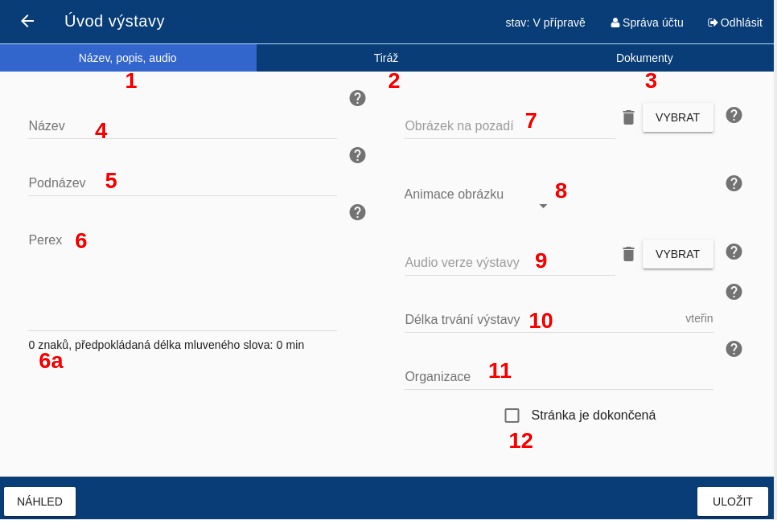 Úvod výstavy
stav: V přípravě Správa účtu Odhlásit
Název, popis, audio Tiráž Dokumenty
1 2 3
Název 4
Podnázev 5
Perex 6
0 znaků, předpokládaná délka mluveného slova: 0 min
6a
Obrázek na pozadí 7 VYBRAT
Animace obrázku 8
Audio verze výstavy 9 VYBRAT
Délka trvání výstavy 10 vteřin
Organizace 11
Stránka je dokončená
12
NÁHLED ULOŽIT